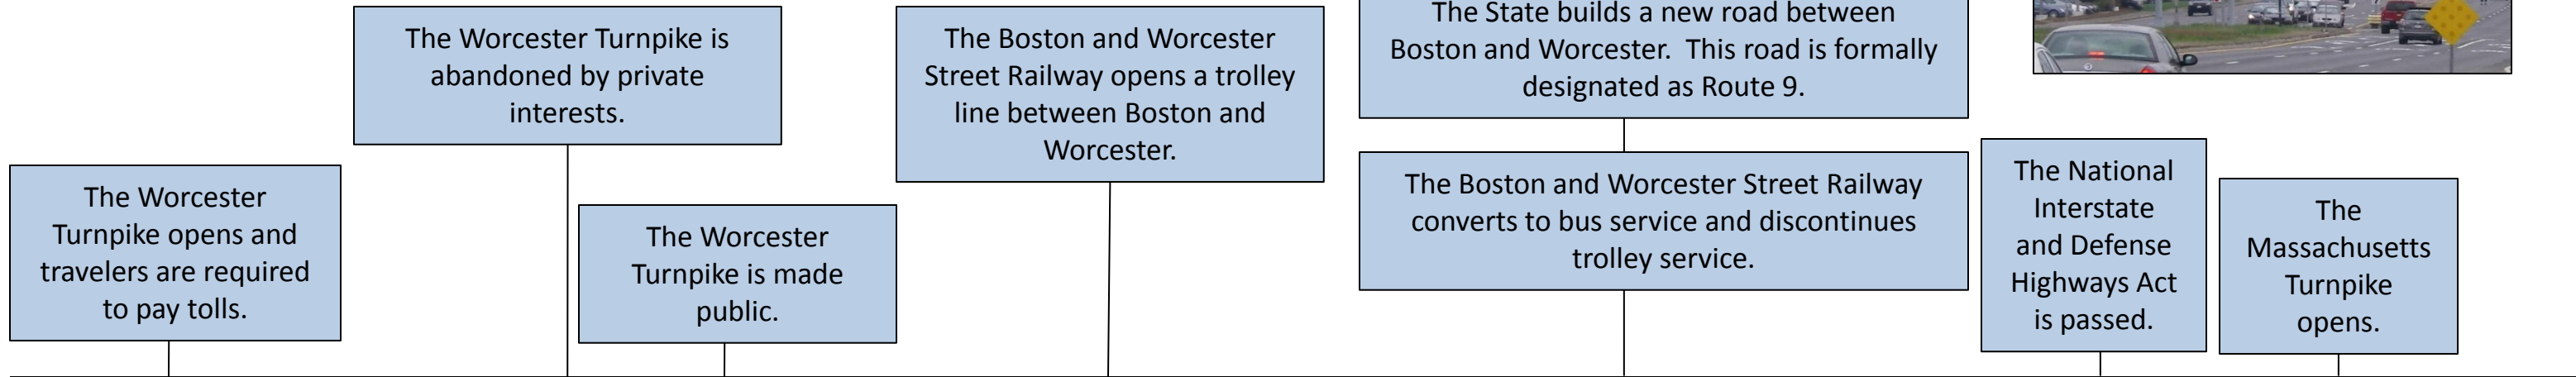 The Worcester
Turnpike opens and
travelers are required
to pay tolls.
The Worcester Turnpike is
abandoned by private
interests.
The Worcester
Turnpike is made
public.
The Boston and Worcester
Street Railway opens a trolley
line between Boston and
Worcester.
The State builds a new road between
Boston and Worcester.  This road is formally
designated as Route 9.
The Boston and Worcester Street Railway
converts to bus service and discontinues
trolley service.
The National
Interstate
and Defense
Highways Act
is passed.
The
Massachusetts
Turnpike
opens.